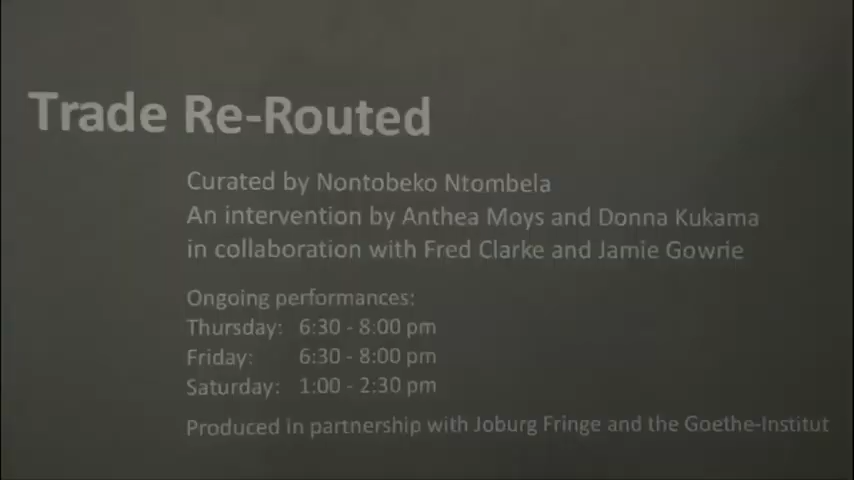 Trade Re-Routed
Curated by Nontobeko Ntombela
An intervention by Anthea Moys and Donna Kukama
in collaboration with Fred Clarke and Jamie Gowrie
Ongoing performances:
Thursday: 6:30 - 8:00 pm
Friday: 6:30 - 8:00 pm
Saturday: 1:00 - 2:30 pm
Produced in partnership with Joburg Fringe and the Goethe-Institut